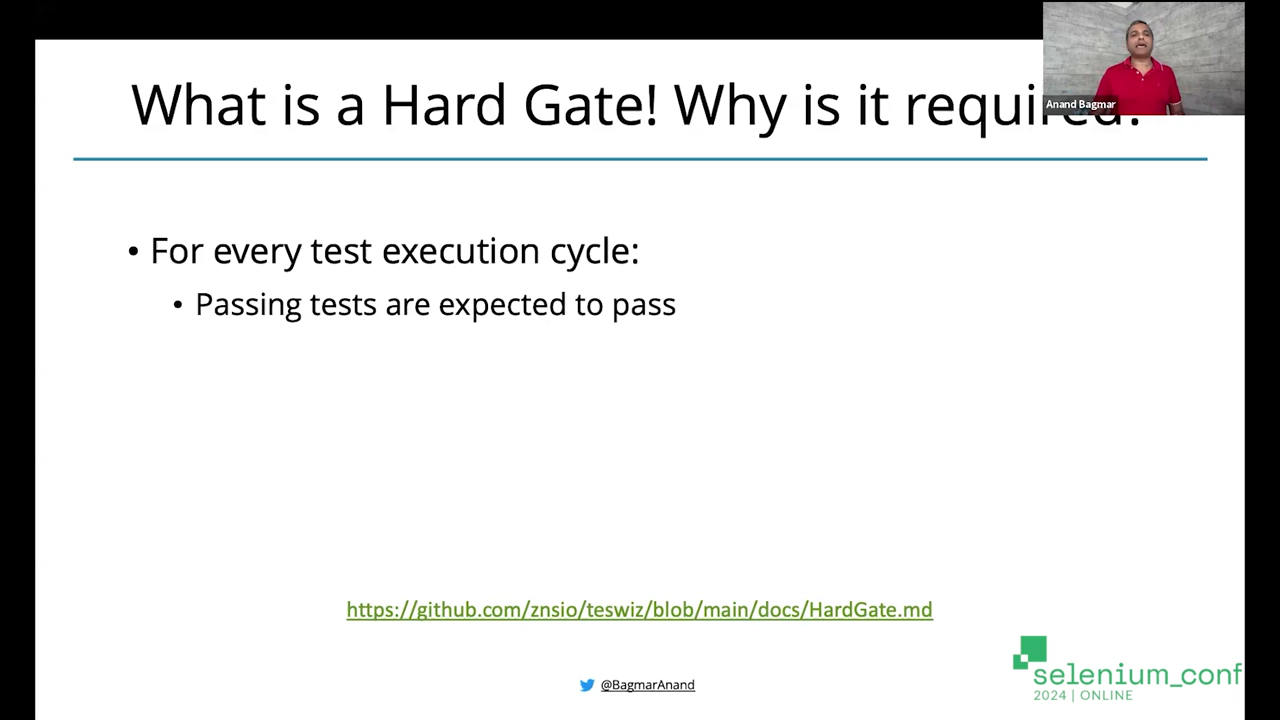 What is a Hard Gate! Why is it required?
Anand Bagmar
• For every test execution cycle:
• Passing tests are expected to pass
https://github.com/znsio/teswiz/blob/main/docs/HardGate.md
selenium_conf
2024 | ONLINE
@BagmarAnand